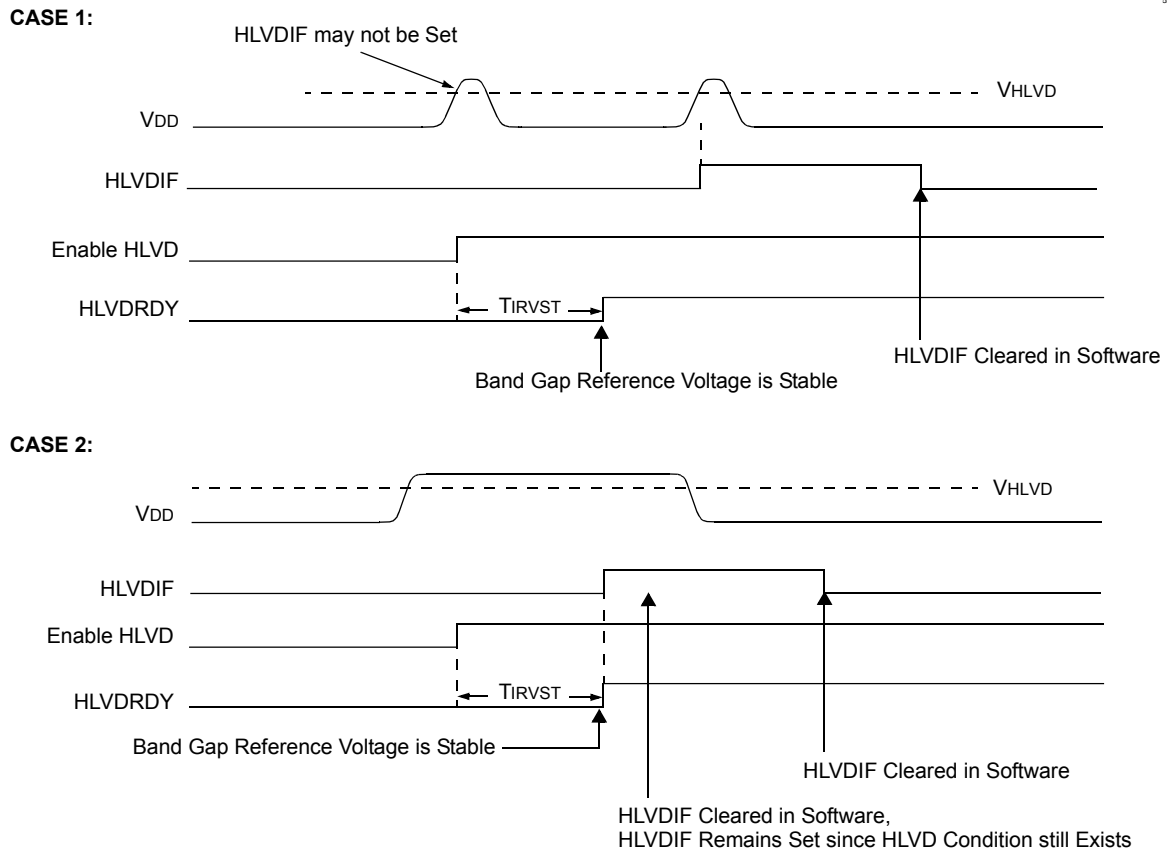 CASE 1:
HLVDIF may not be Set
VHLVD
VDD
HLVDIF
Enable HLVD
HLVDRDY
TIRVST
HLVDIF Cleared in Software
Band Gap Reference Voltage is Stable
CASE 2:
VHLVD
VDD
HLVDIF
Enable HLVD
HLVDRDY
TIRVST
Band Gap Reference Voltage is Stable
HLVDIF Cleared in Software
HLVDIF Cleared in Software,
HLVDIF Remains Set since HLVD Condition still Exists